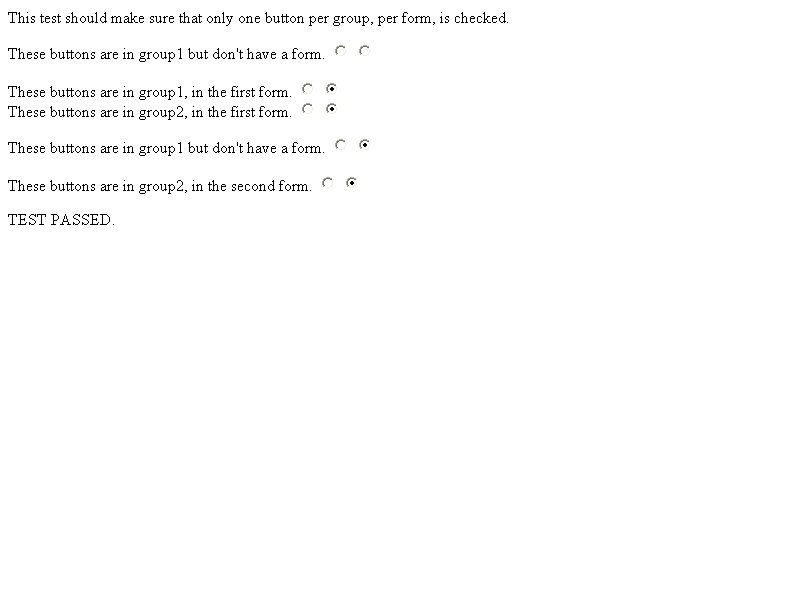 This test should make sure that only one button per group, per form, is checked.
These buttons are in group1 but don't have a form.
These buttons are in group1, in the first form.
These buttons are in group2, in the first form.
These buttons are in group1 but don't have a form.
These buttons are in group2, in the second form.
TEST PASSED.